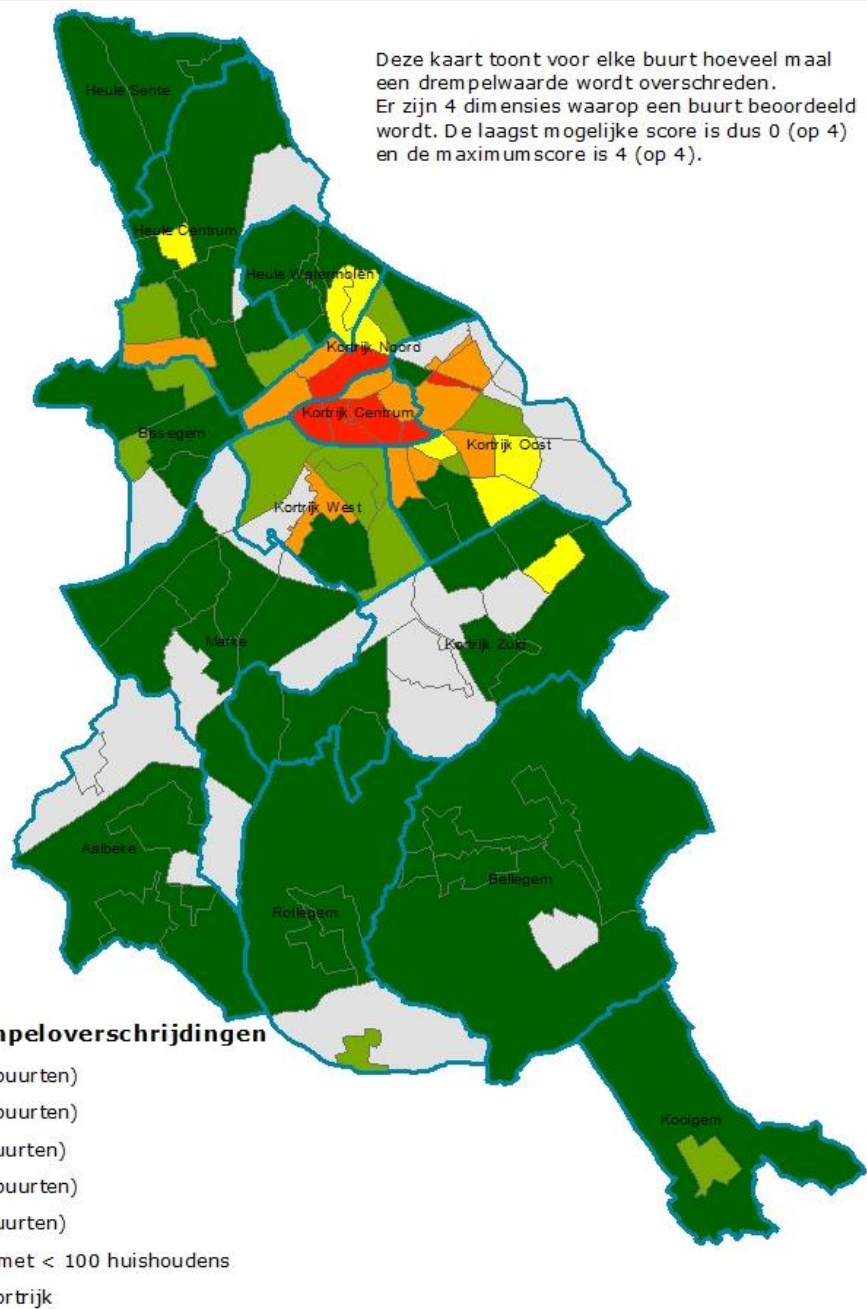 Deze kaart toont voor elke buurt hoeveel maal
een drempelwaarde wordt overschreden.
Er zijn 4 dimensies waarop een buurt beoordeeld
wordt. De laagst mogelijke score is dus 0 (op 4)
en de maximumscore is 4 (op 4).
Heule Sente
Heule Centrum
Heule Watermolen
Kortrijk Noord
Kortrijk Centrum
Bissegem
Kortrijk Oost
Kortrijk West
Marke
Kortrijk Zuid
Aalbeke
Bellegem
Rollegem
Kooigem
mpeloverschrijdingen
buurten)
buurten)
uurten)
buurten)
uurten)
met < 100 huishoudens
ortrijk